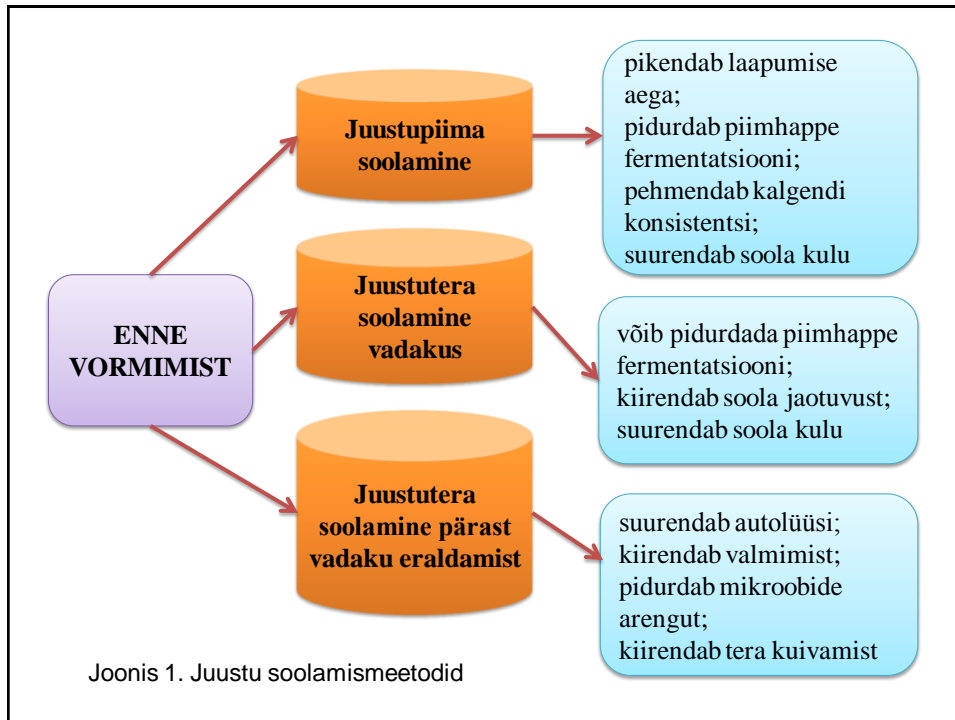 ENNE
VORMIMIST
Juustupiima
soolamine
pikendab laapumise
aega;
pidurdab piimhappe
fermentatsiooni;
pehmendab kalgendi
konsistentsi;
suurendab soola kulu
Juustutera
soolamine
vadakus
võib pidurdada piimhappe
fermentatsiooni;
kiirendab soola jaotuvust;
suurendab soola kulu
Juustutera
soolamine pärast
vadaku eraldamist
suurendab autolüüsi;
kiirendab valmimist;
pidurdab mikroobide
arengut;
kiirendab tera kuivamist
Joonis 1. Juustu soolamismeetodid